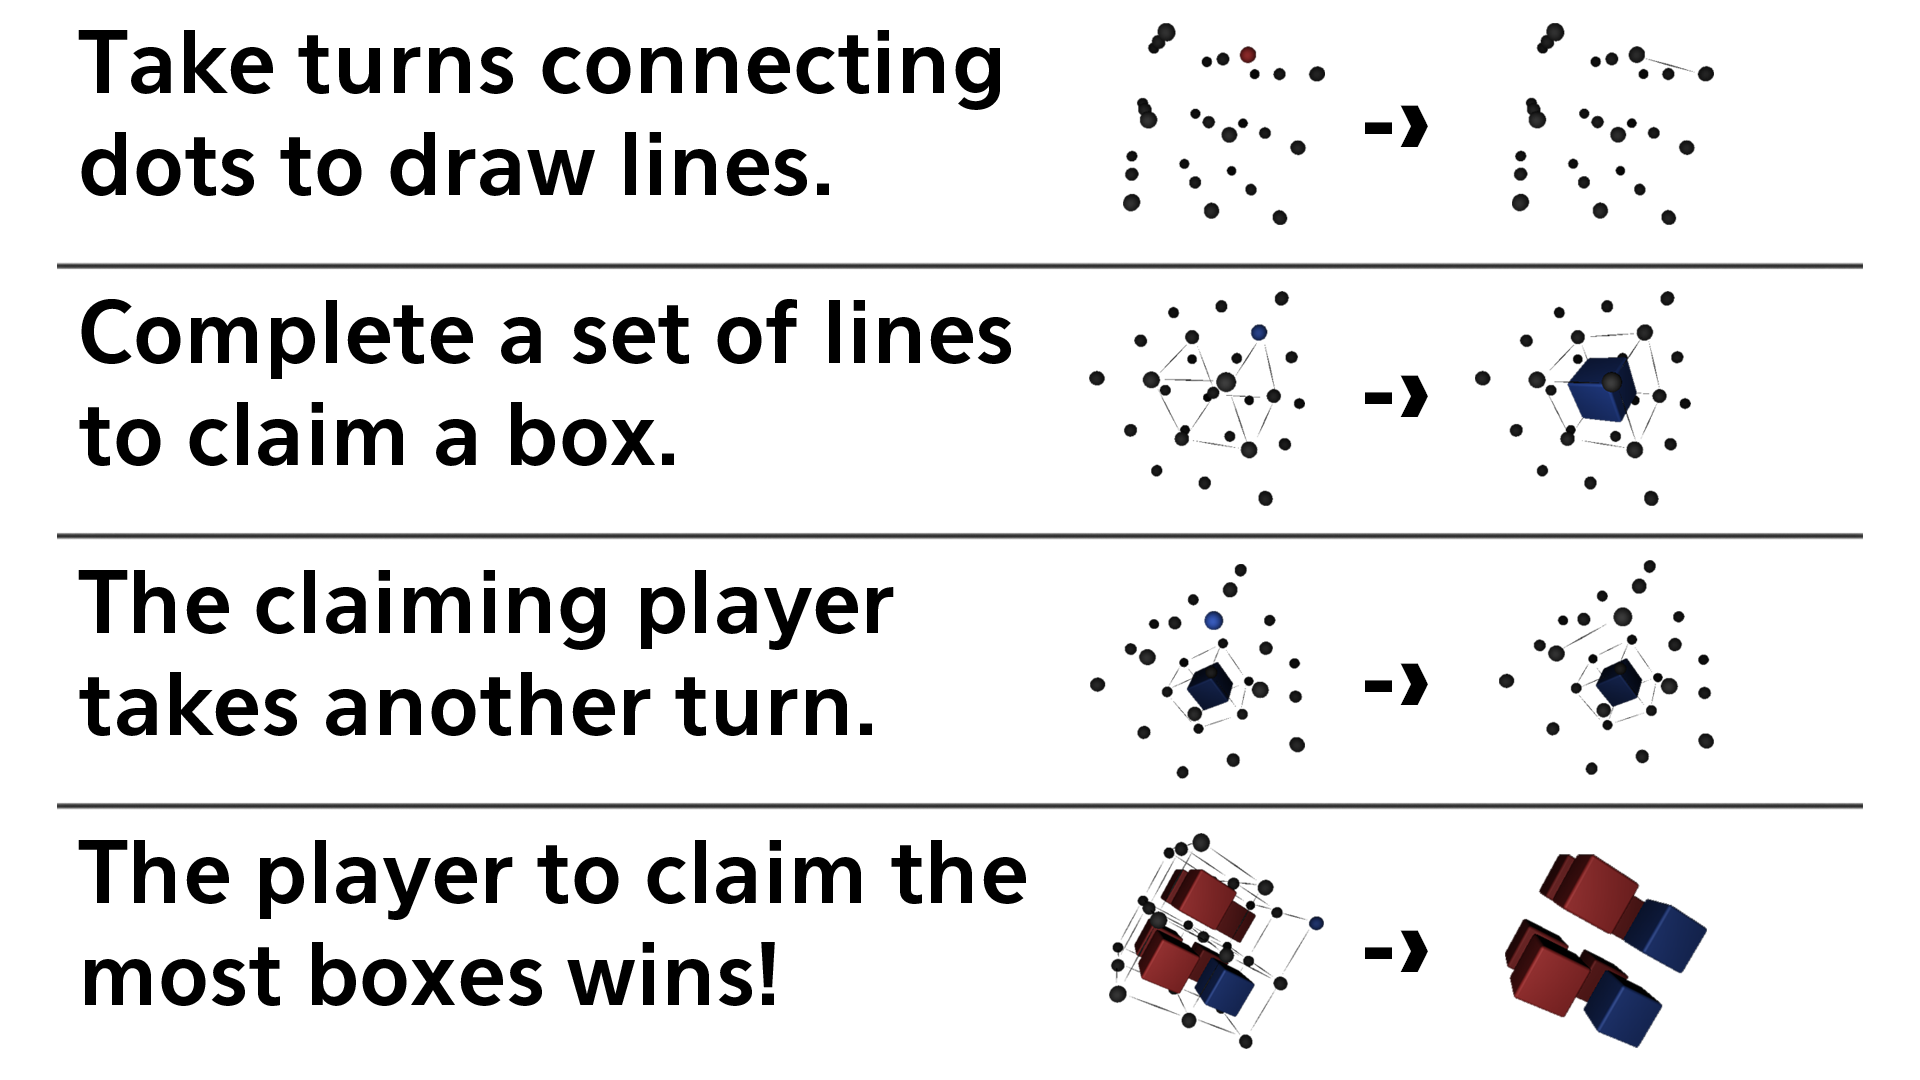 Take turns connecting
dots to draw lines.
Complete a set of lines
to claim a box.
The claiming player
takes another turn.
The player to claim the
most boxes wins!